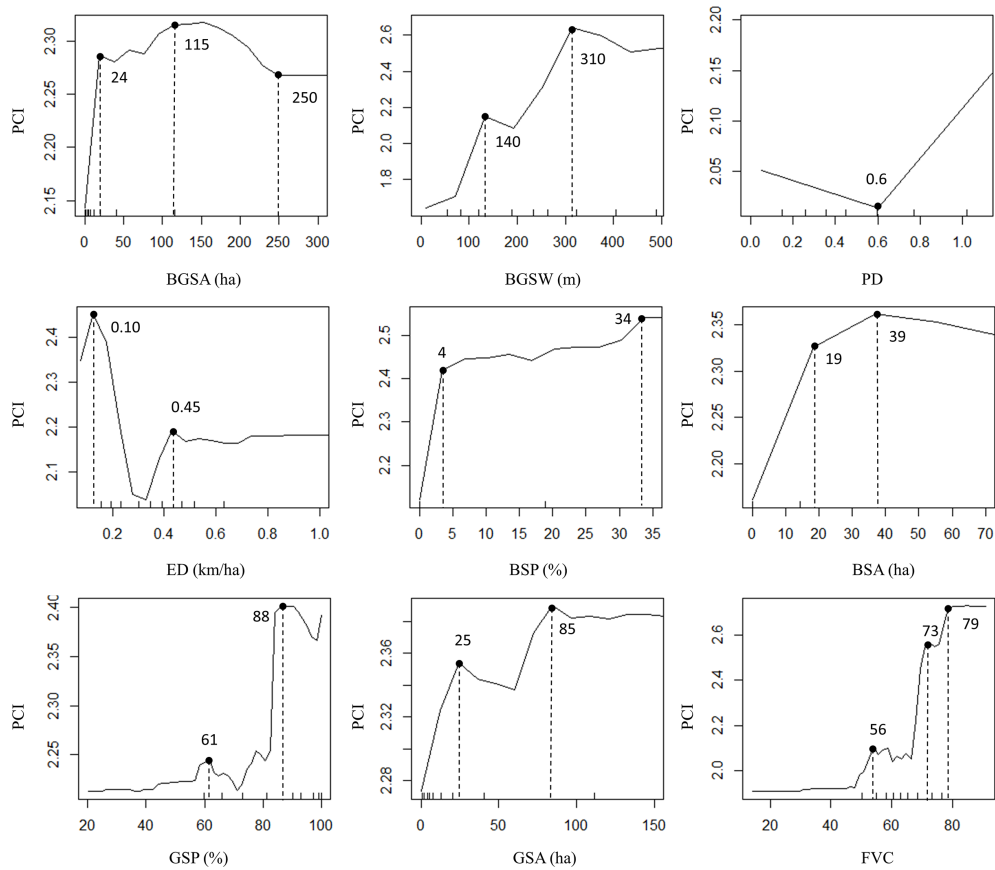 PCI
2.30
2.25
2.20
2.15
115
24
250
0 50 100 150 200 250 300
BGSA (ha)
PCI
2.6
2.4
2.2
2.0
1.8
310
140
0 100 200 300 400 500
BGSW (m)
PCI
2.20
2.15
2.10
2.05
0.6
0.0 0.2 0.4 0.6 0.8 1.0
PD
PCI
2.4
2.3
2.2
2.1
0.10
0.45
0.2 0.4 0.6 0.8 1.0
ED (km/ha)
PCI
2.5
2.4
2.3
2.2
34
4
0 5 10 15 20 25 30 35
BSP (%)
PCI
2.35
2.30
2.25
2.20
39
19
0 10 20 30 40 50 60 70
BSA (ha)
PCI
2.40
2.35
2.30
2.25
88
61
20 40 60 80 100
GSP (%)
PCI
2.36
2.32
2.28
85
25
0 50 100 150
GSA (ha)
PCI
2.6
2.4
2.2
2.0
73 79
56
20 40 60 80
FVC